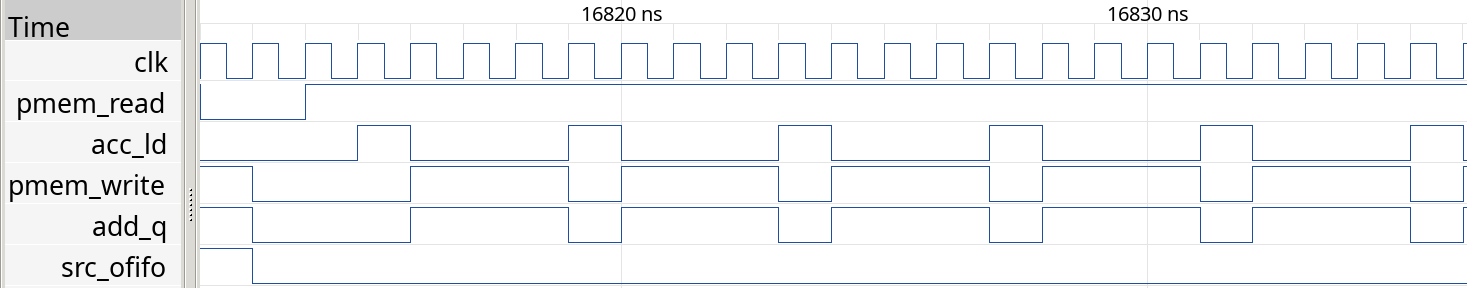 16820 ns 16830 ns
Time
clk
pmem_read
acc_ld
pmem_write
add_q
src_ofifo